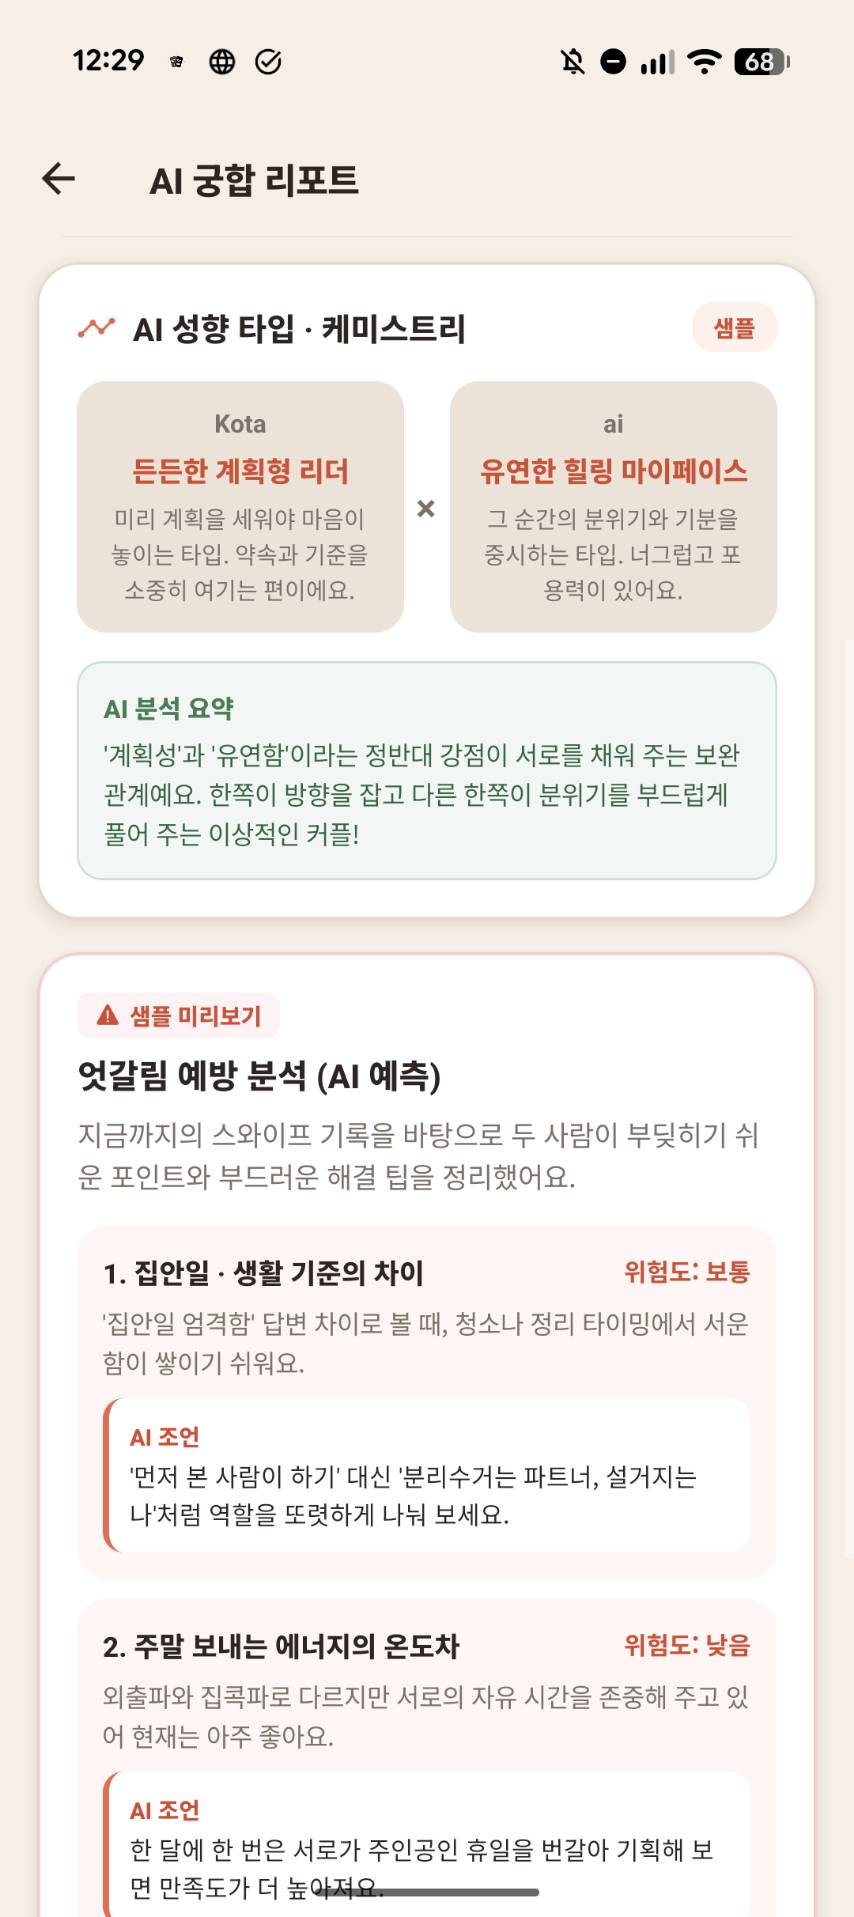 12:29
68
AI 궁합 리포트
AI 성향 타입 · 케미스트리
샘플
Kota
든든한 계획형 리더
미리 계획을 세워야 마음이
놓이는 타입. 약속과 기준을
소중히 여기는 편이에요.
×
ai
유연한 힐링 마이페이스
그 순간의 분위기와 기분을
중시하는 타입. 너그럽고 포
용력이 있어요.
AI 분석 요약
'계획성'과 '유연함'이라는 정반대 강점이 서로를 채워 주는 보완
관계예요. 한쪽이 방향을 잡고 다른 한쪽이 분위기를 부드럽게
풀어 주는 이상적인 커플!
샘플 미리보기
엇갈림 예방 분석 (AI 예측)
지금까지의 스와이프 기록을 바탕으로 두 사람이 부딪히기 쉬
운 포인트와 부드러운 해결 팁을 정리했어요.
1. 집안일 · 생활 기준의 차이
위험도: 보통
'집안일 엄격함' 답변 차이로 볼 때, 청소나 정리 타이밍에서 서운
함이 쌓이기 쉬워요.
AI 조언
'먼저 본 사람이 하기' 대신 '분리수거는 파트너, 설거지는
나'처럼 역할을 또렷하게 나눠 보세요.
2. 주말 보내는 에너지의 온도차
위험도: 낮음
외출파와 집콕파로 다르지만 서로의 자유 시간을 존중해 주고 있
어 현재는 아주 좋아요.
AI 조언
한 달에 한 번은 서로가 주인공인 휴일을 번갈아 기획해 보
면 만족도가 더 높아져요.